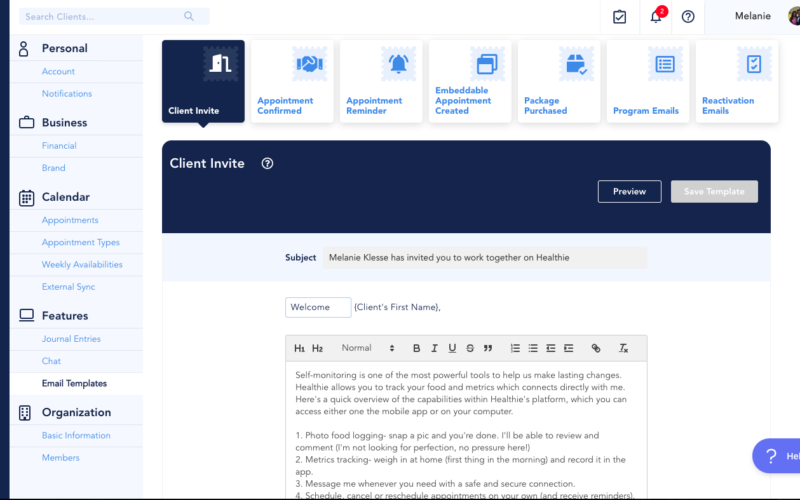 Search Clients...
2
Melanie
Personal
Account
Notifications
Business
Financial
Brand
Calendar
Appointments
Appointment Types
Weekly Availabilities
External Sync
Features
Journal Entries
Chat
Email Templates
Organization
Basic Information
Members
Client Invite
Appointment
Confirmed
Appointment
Reminder
Embeddable
Appointment
Created
Package
Purchased
Program Emails
Reactivation
Emails
Client Invite ?
Preview
Save Template
Subject Melanie Klesse has invited you to work together on Healthie
Welcome {Client's First Name},
H1 H2 Normal B I U S
Self-monitoring is one of the most powerful tools to help us make lasting changes.
Healthie allows you to track your food and metrics which connects directly with me.
Here's a quick overview of the capabilities within Healthie's platform, which you can
access either one the mobile app or on your computer.
1. Photo food logging- snap a pic and you're done. I'll be able to review and
comment (I'm not looking for perfection, no pressure here!)
2. Metrics tracking- weigh in at home (first thing in the morning) and record it in the
app.
3. Message me whenever you need with a safe and secure connection.
4. Schedule, cancel or reschedule appointments on your own (and receive reminders),
? Hel